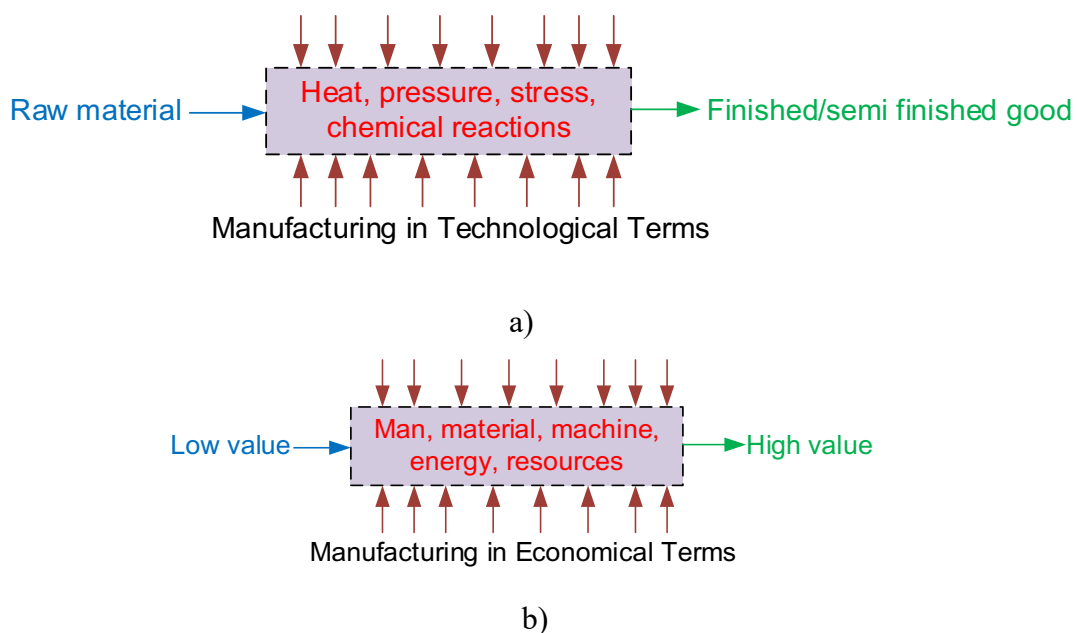 Raw material
Heat, pressure, stress,
chemical reactions
Finished/semi finished good
Manufacturing in Technological Terms
a)
Low value
Man, material, machine,
energy, resources
High value
Manufacturing in Economical Terms
b)